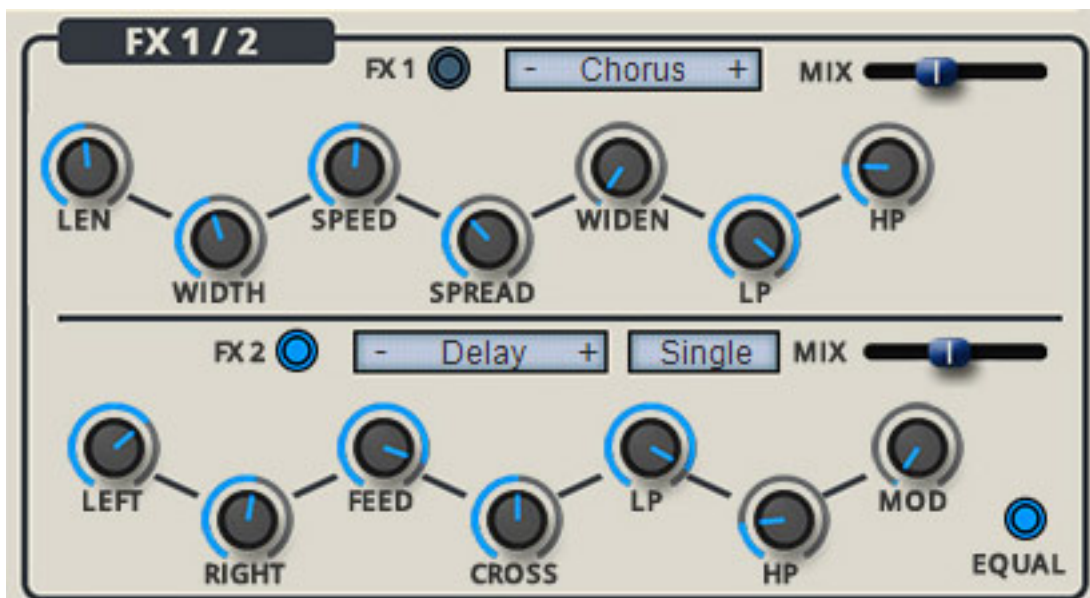 FX 1 / 2
FX 1 - Chorus + MIX
LEN SPEED WIDEN HP
WIDTH SPREAD LP
FX 2 - Delay + Single MIX
LEFT FEED LP MOD
RIGHT CROSS HP EQUAL